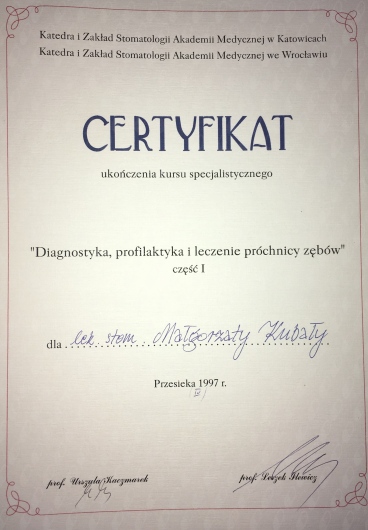 Katedra i Zakład Stomatologii Akademii Medycznej w Katowicach
Katedra i Zakład Stomatologii Akademii Medycznej we Wrocławiu
CERTYFIKAT
ukończenia kursu specjalistycznego
"Diagnostyka, profilaktyka i leczenie próchnicy zębów"
część I
dla lek. stom. Małgorzaty Kubały
Przesieka 1997 r.
prof. Urszula Kaczmarek prof. Leszek Ilewicz